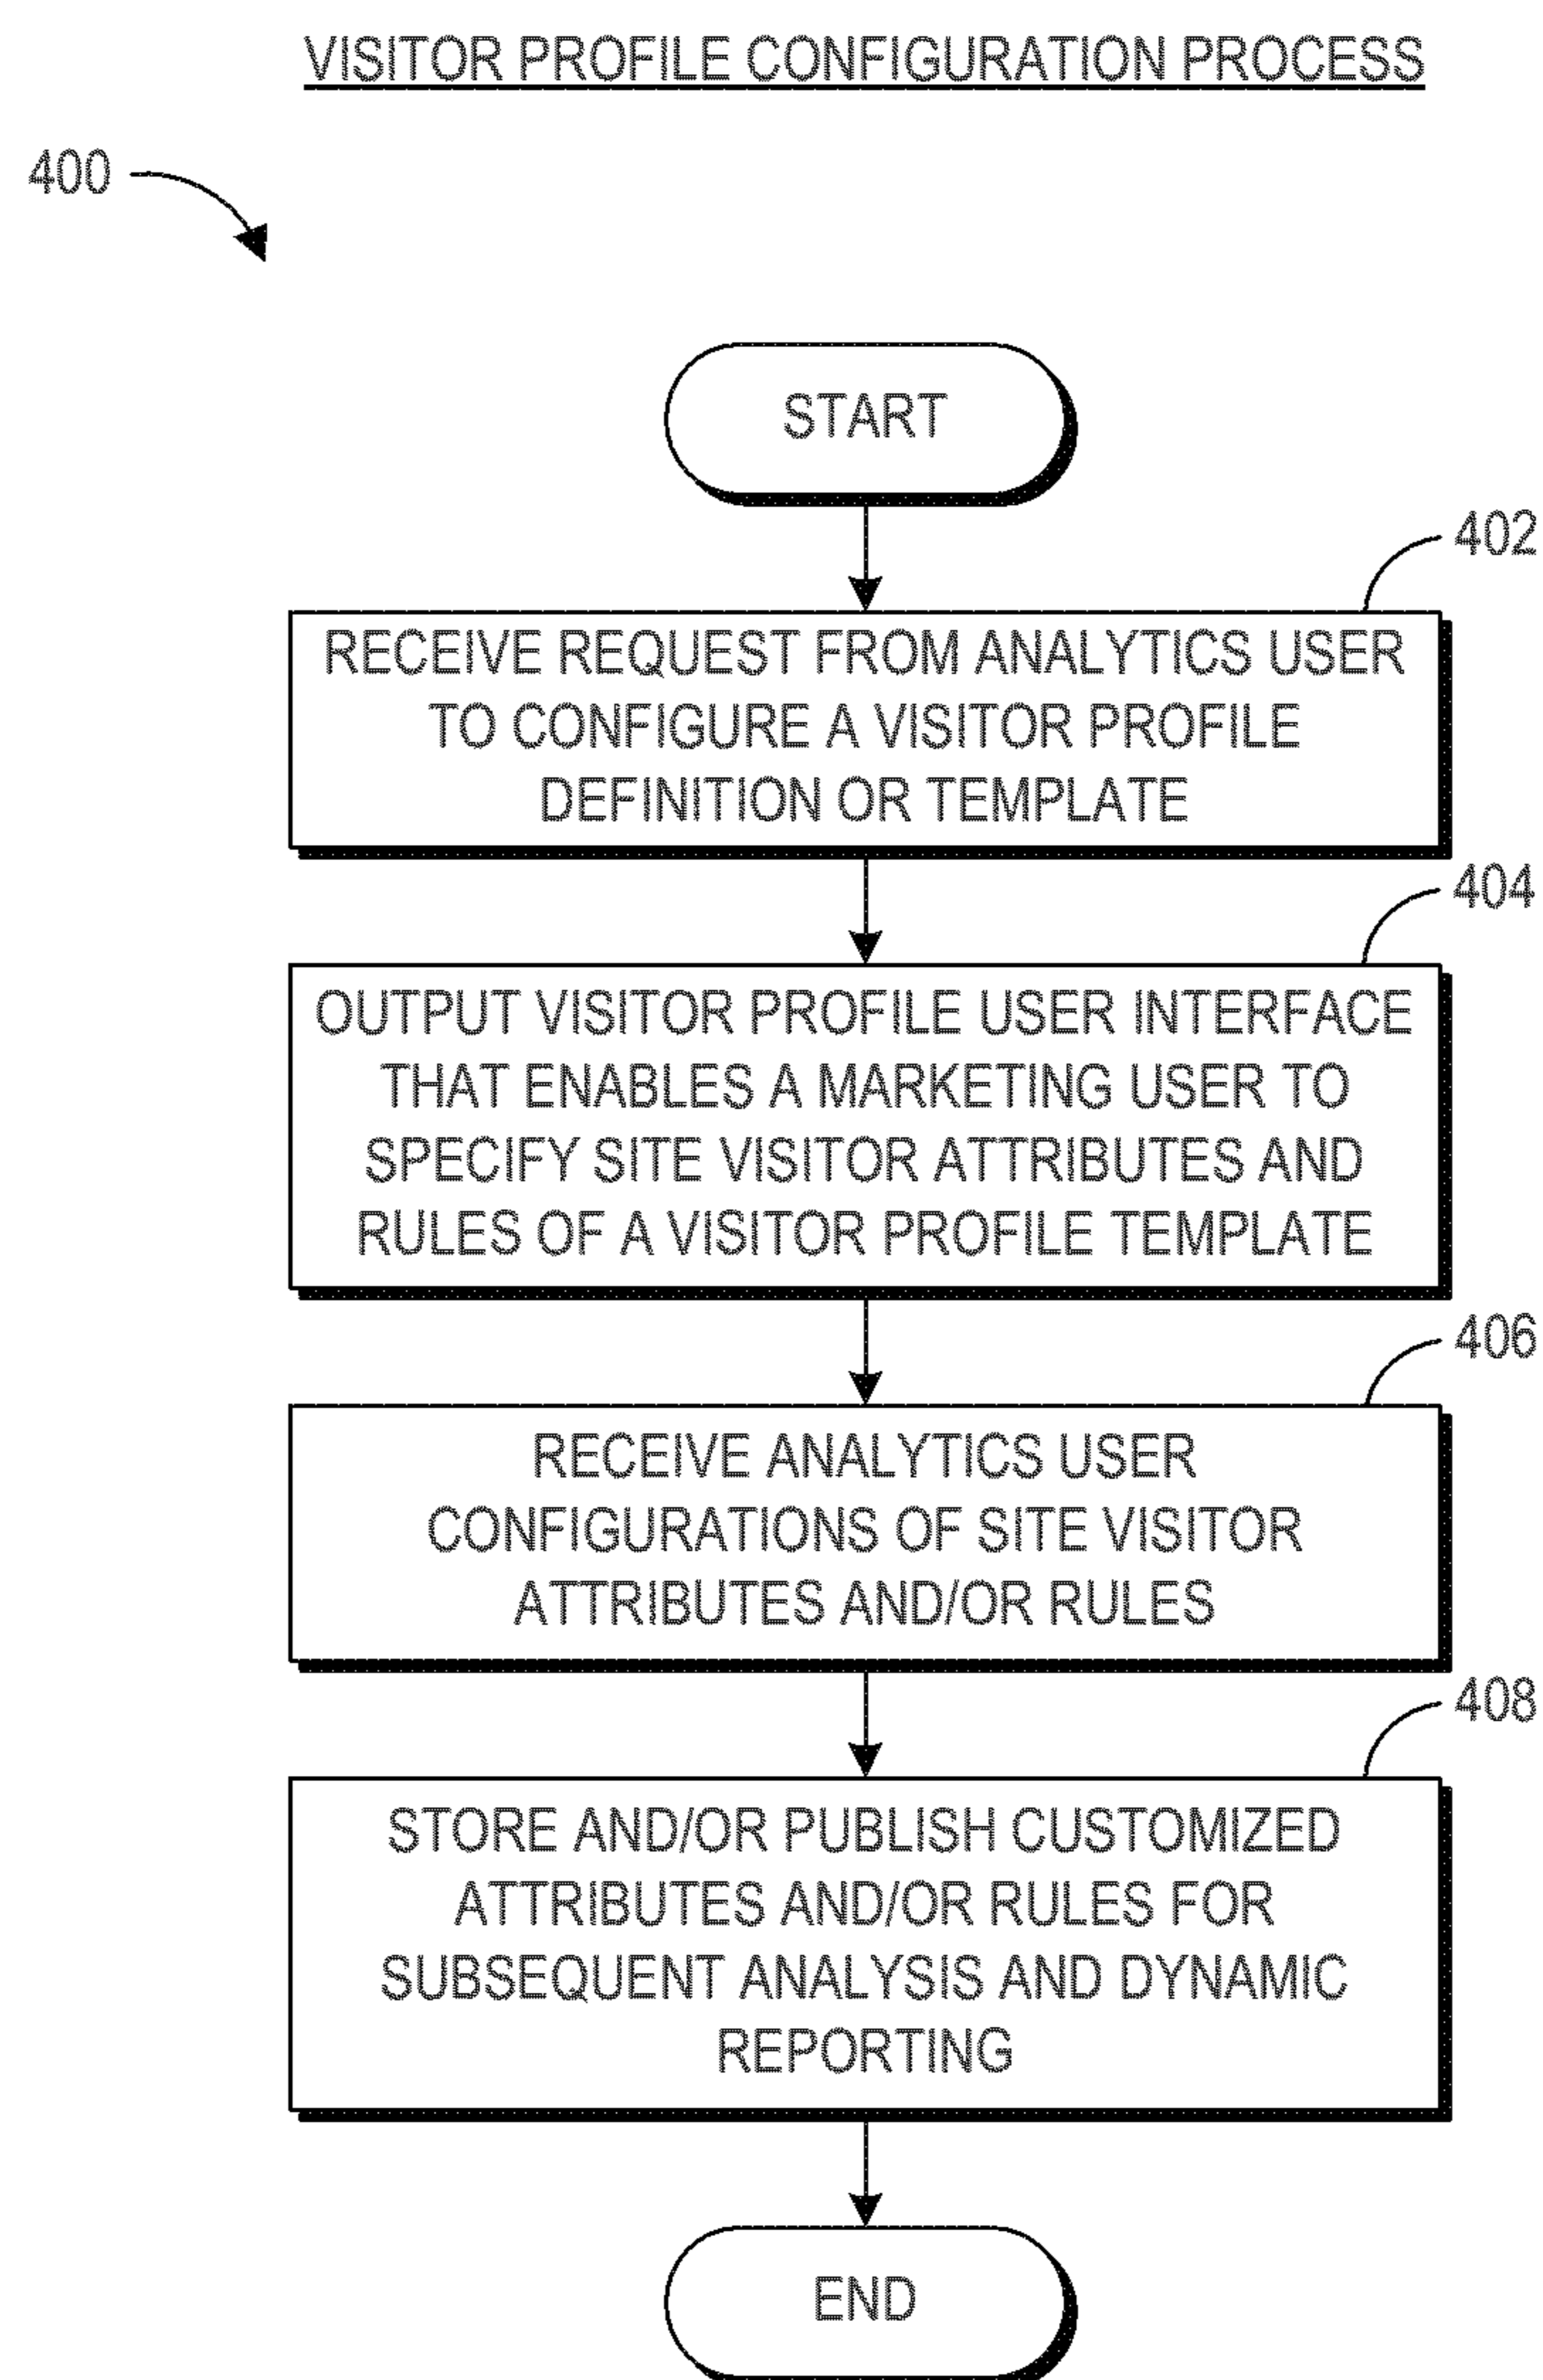 VISITOR PROFILE CONFIGURATION PROCESS
400
START
402
RECEIVE REQUEST FROM ANALYTICS USER
TO CONFIGURE A VISITOR PROFILE
DEFINITION OR TEMPLATE
404
OUTPUT VISITOR PROFILE USER INTERFACE
THAT ENABLES A MARKETING USER TO
SPECIFY SITE VISITOR ATTRIBUTES AND
RULES OF A VISITOR PROFILE TEMPLATE
406
RECEIVE ANALYTICS USER
CONFIGURATIONS OF SITE VISITOR
ATTRIBUTES AND/OR RULES
408
STORE AND/OR PUBLISH CUSTOMIZED
ATTRIBUTES AND/OR RULES FOR
SUBSEQUENT ANALYSIS AND DYNAMIC
REPORTING
END